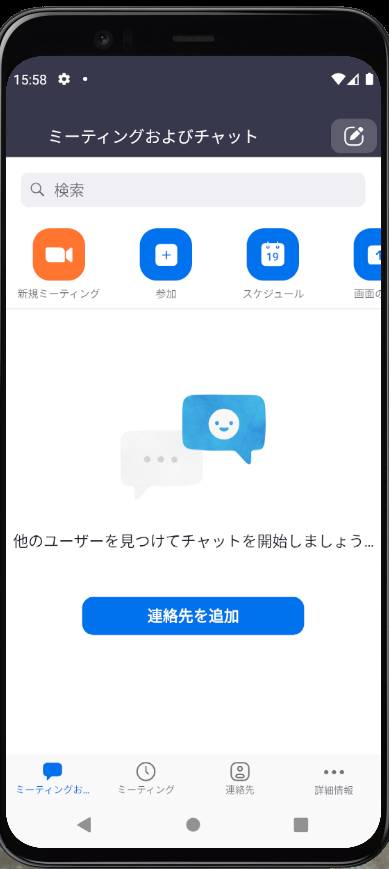 15:58
ミーティングおよびチャット
検索
19
新規ミーティング
参加
スケジュール
画面の
他のユーザーを見つけてチャットを開始しましょう...
連絡先を追加
ミーティングお...
ミーティング
連絡先
詳細情報